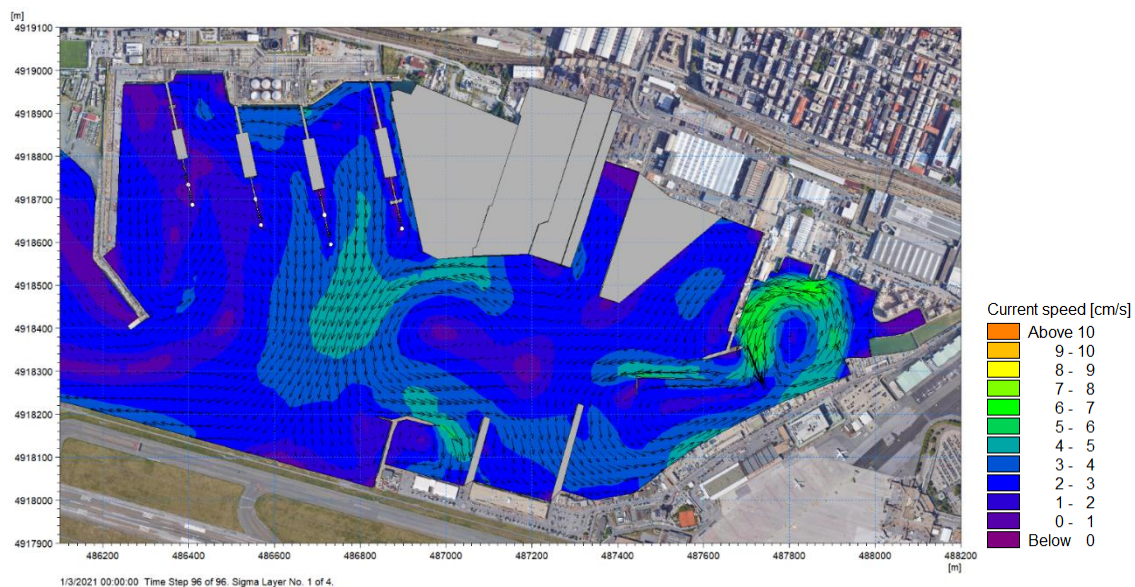 [m]
4919100
4919000
4918900
4918800
4918700
4918600
4918500
4918400
4918300
4918200
4918100
4918000
4917900
486200 486400 486600 486800 487000 487200 487400 487600 487800 488000 488200
[m]
1/3/2021 00:00:00 Time Step 96 of 96. Sigma Layer No. 1 of 4.
Current speed [cm/s]
Above 10
9 - 10
8 - 9
7 - 8
6 - 7
5 - 6
4 - 5
3 - 4
2 - 3
1 - 2
0 - 1
Below 0